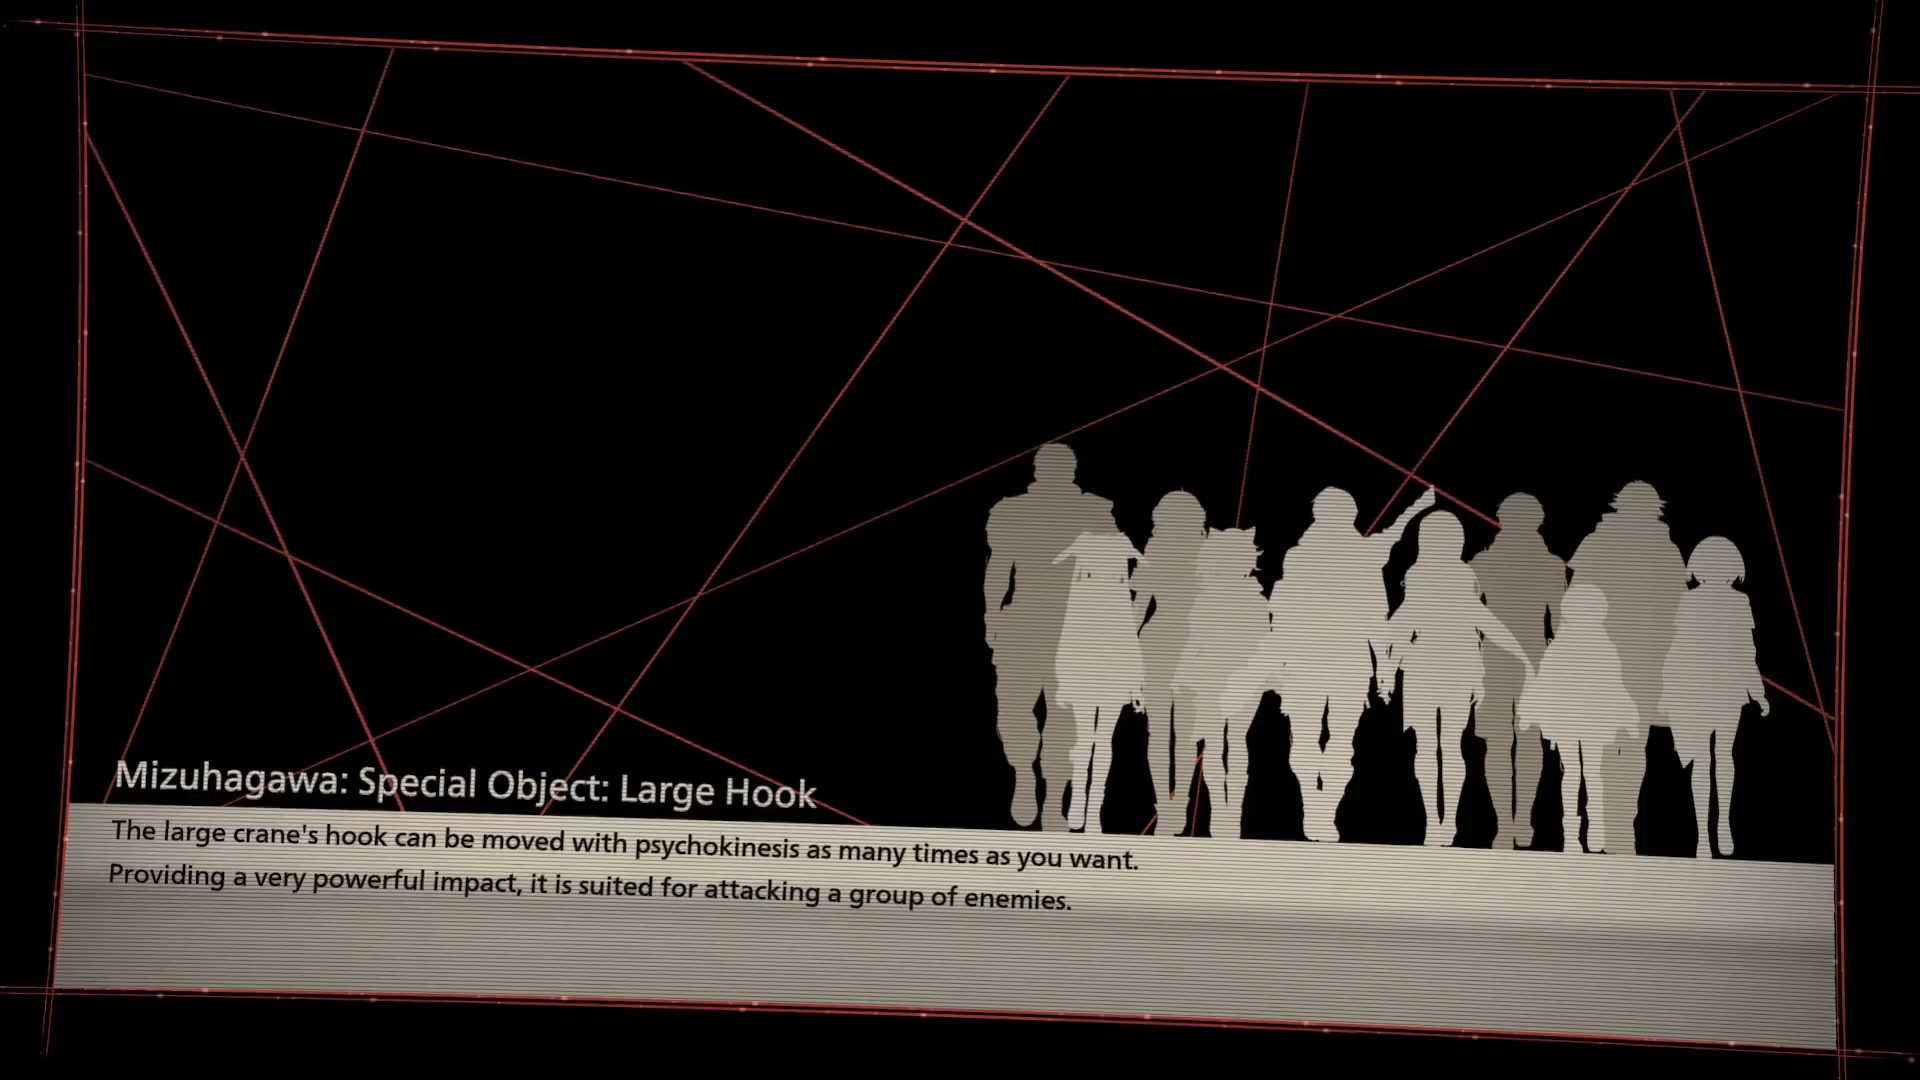 Mizuhagawa: Special Object: Large Hook
The large crane's hook can be moved with psychokinesis as many times as you want.
Providing a very powerful impact, it is suited for attacking a group of enemies.